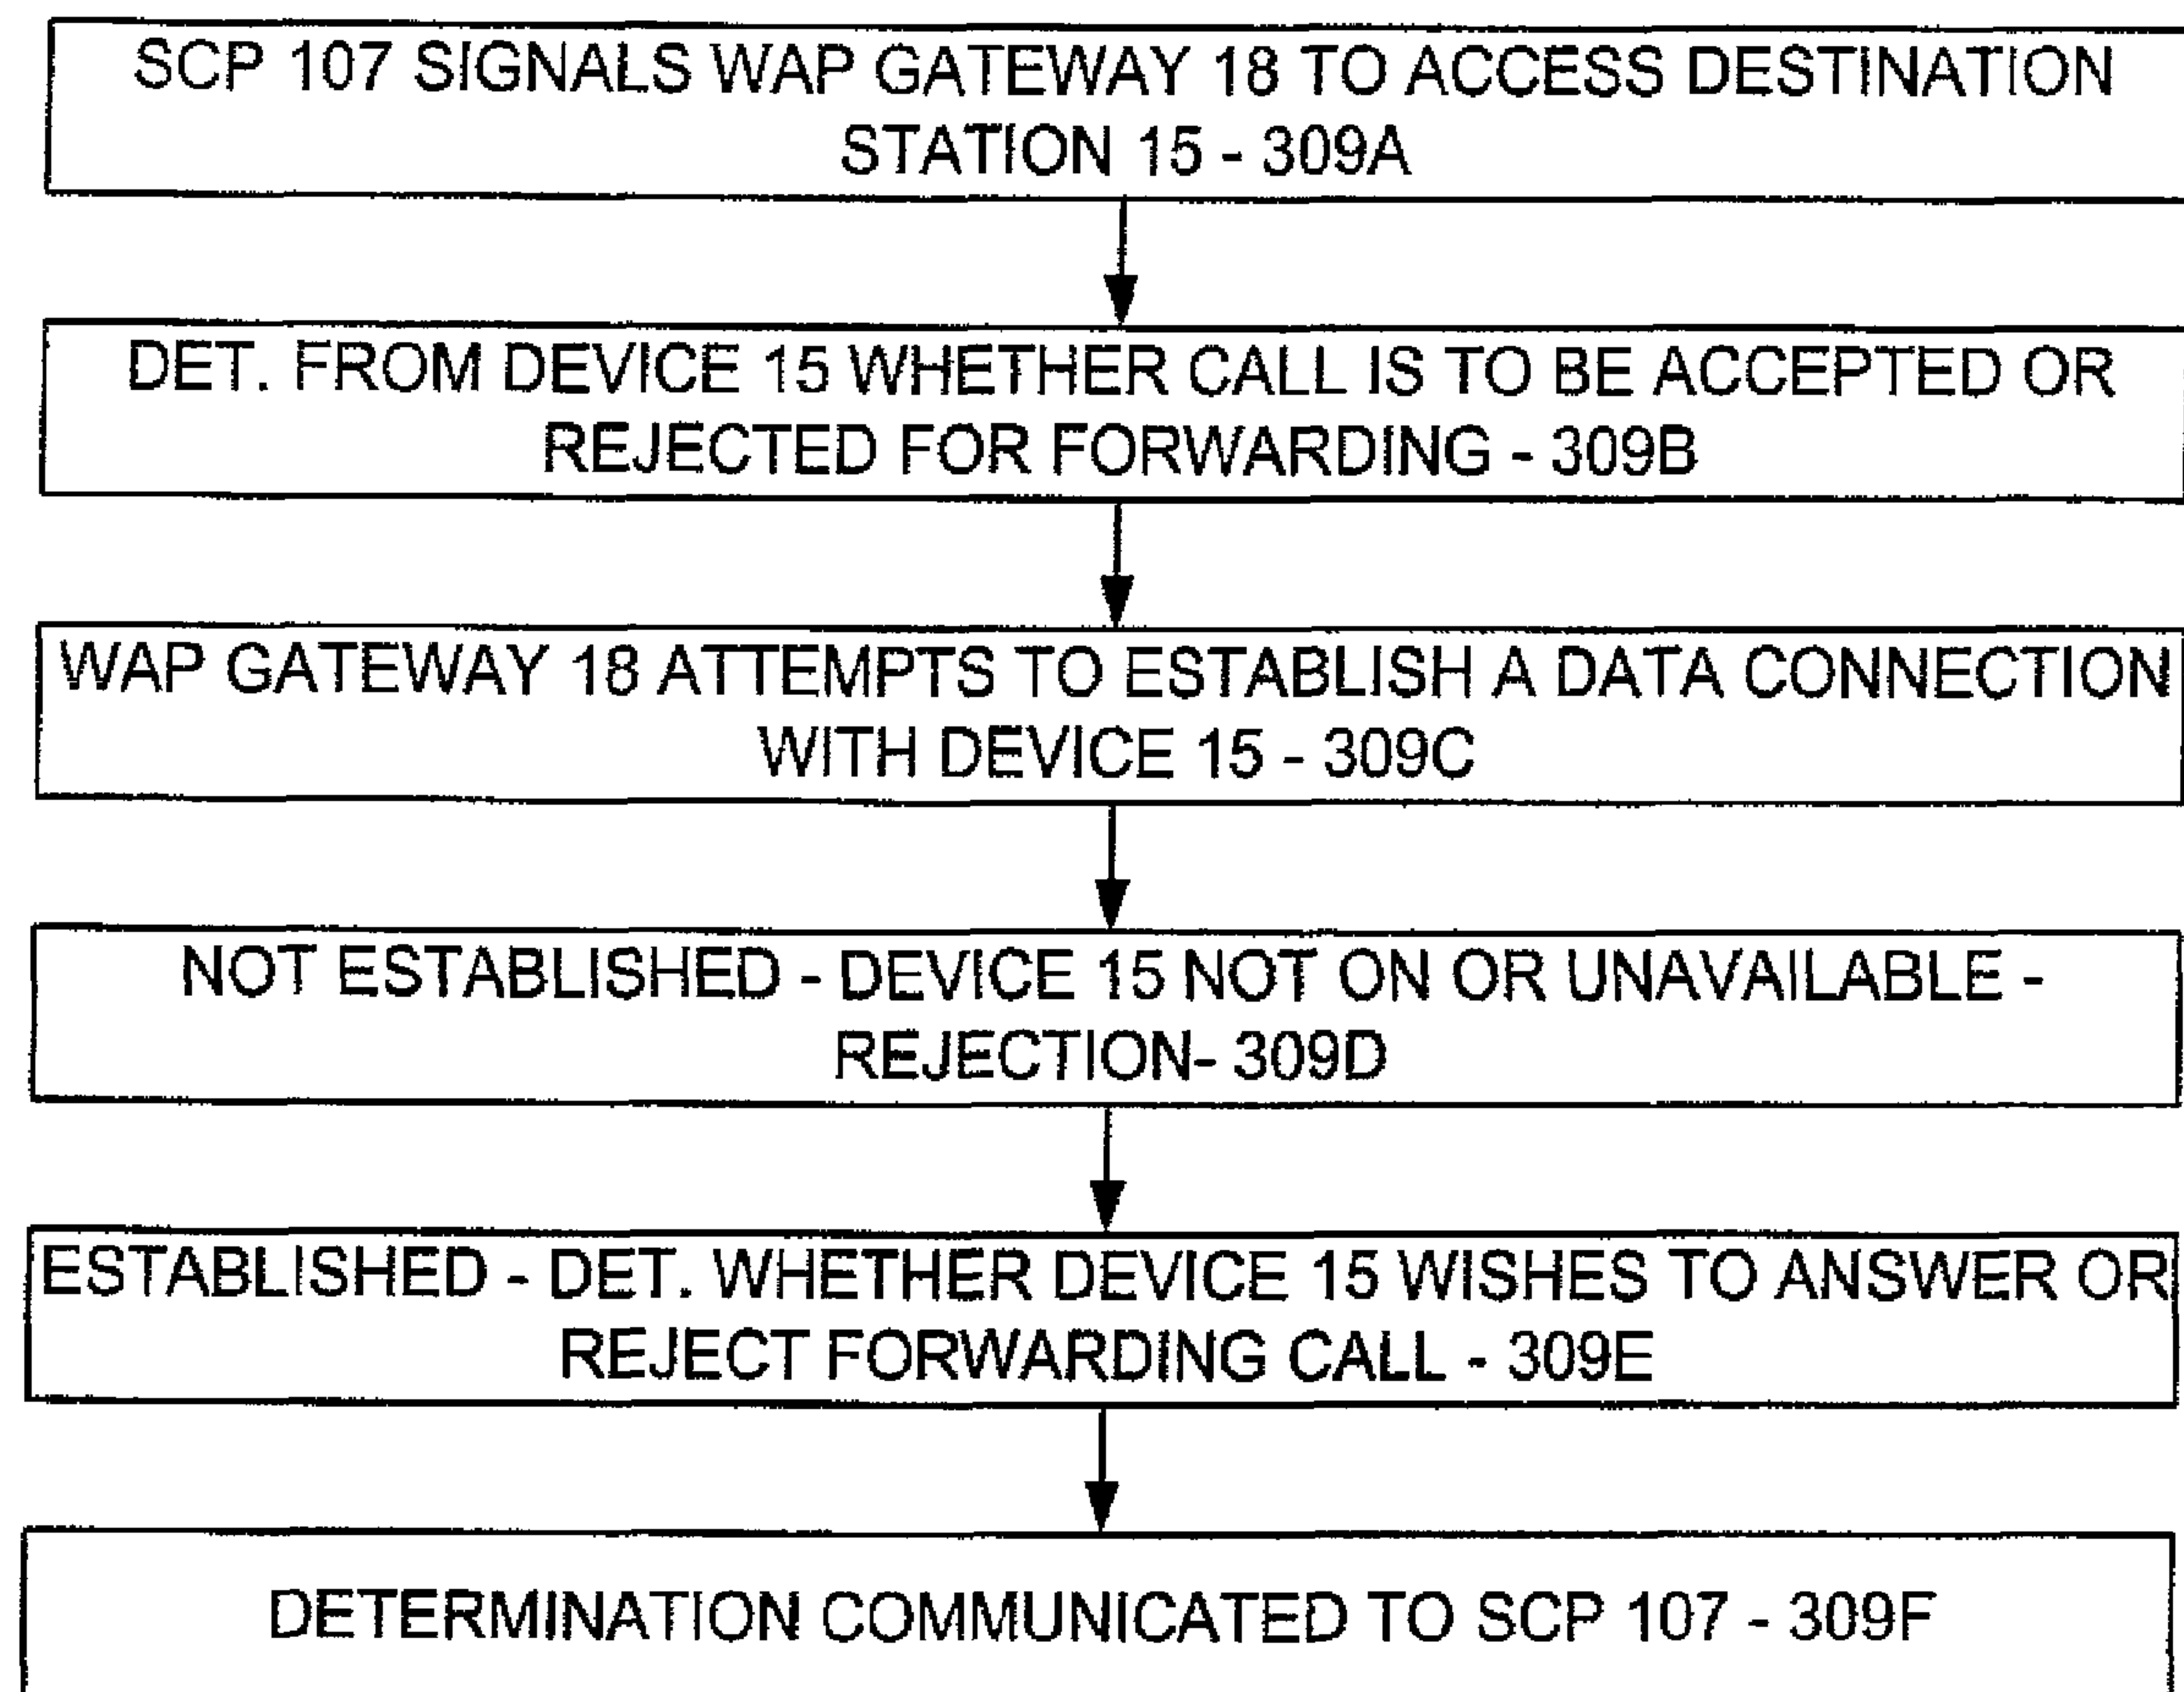 SCP 107 SIGNALS WAP GATEWAY 18 TO ACCESS DESTINATION
STATION 15 - 309A
DET. FROM DEVICE 15 WHETHER CALL IS TO BE ACCEPTED OR
REJECTED FOR FORWARDING - 309B
WAP GATEWAY 18 ATTEMPTS TO ESTABLISH A DATA CONNECTION
WITH DEVICE 15 - 309C
NOT ESTABLISHED - DEVICE 15 NOT ON OR UNAVAILABLE -
REJECTION- 309D
ESTABLISHED - DET. WHETHER DEVICE 15 WISHES TO ANSWER OR
REJECT FORWARDING CALL - 309E
DETERMINATION COMMUNICATED TO SCP 107 - 309F